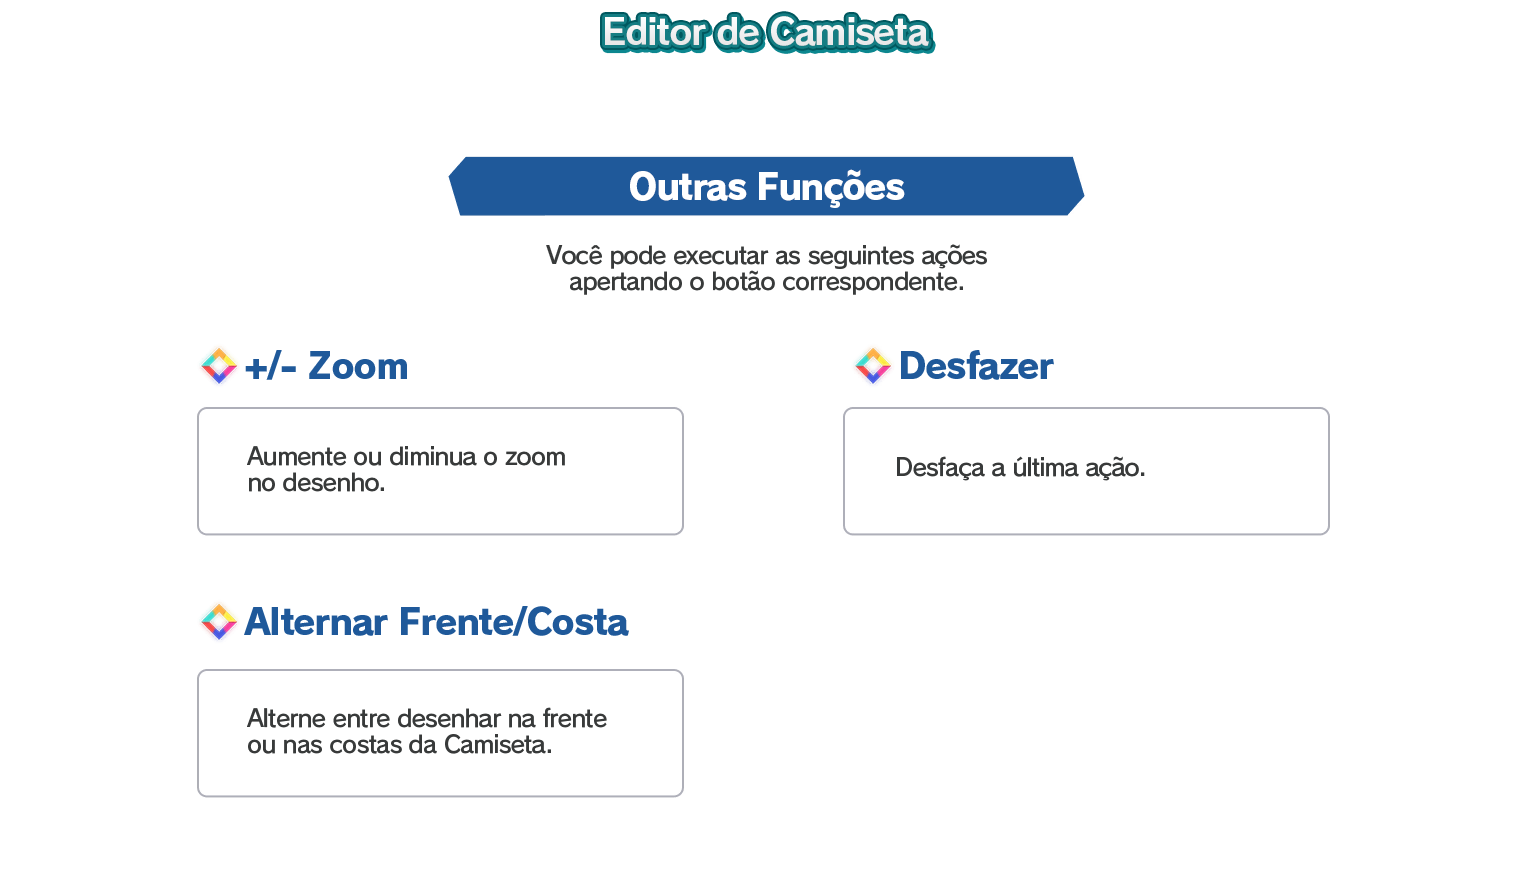 Editor de Camiseta
Outras Funções
Você pode executar as seguintes ações
apertando o botão correspondente.
+/- Zoom
Aumente ou diminua o zoom
no desenho.
Desfazer
Desfaça a última ação.
Alternar Frente/Costa
Alterne entre desenhar na frente
ou nas costas da Camiseta.